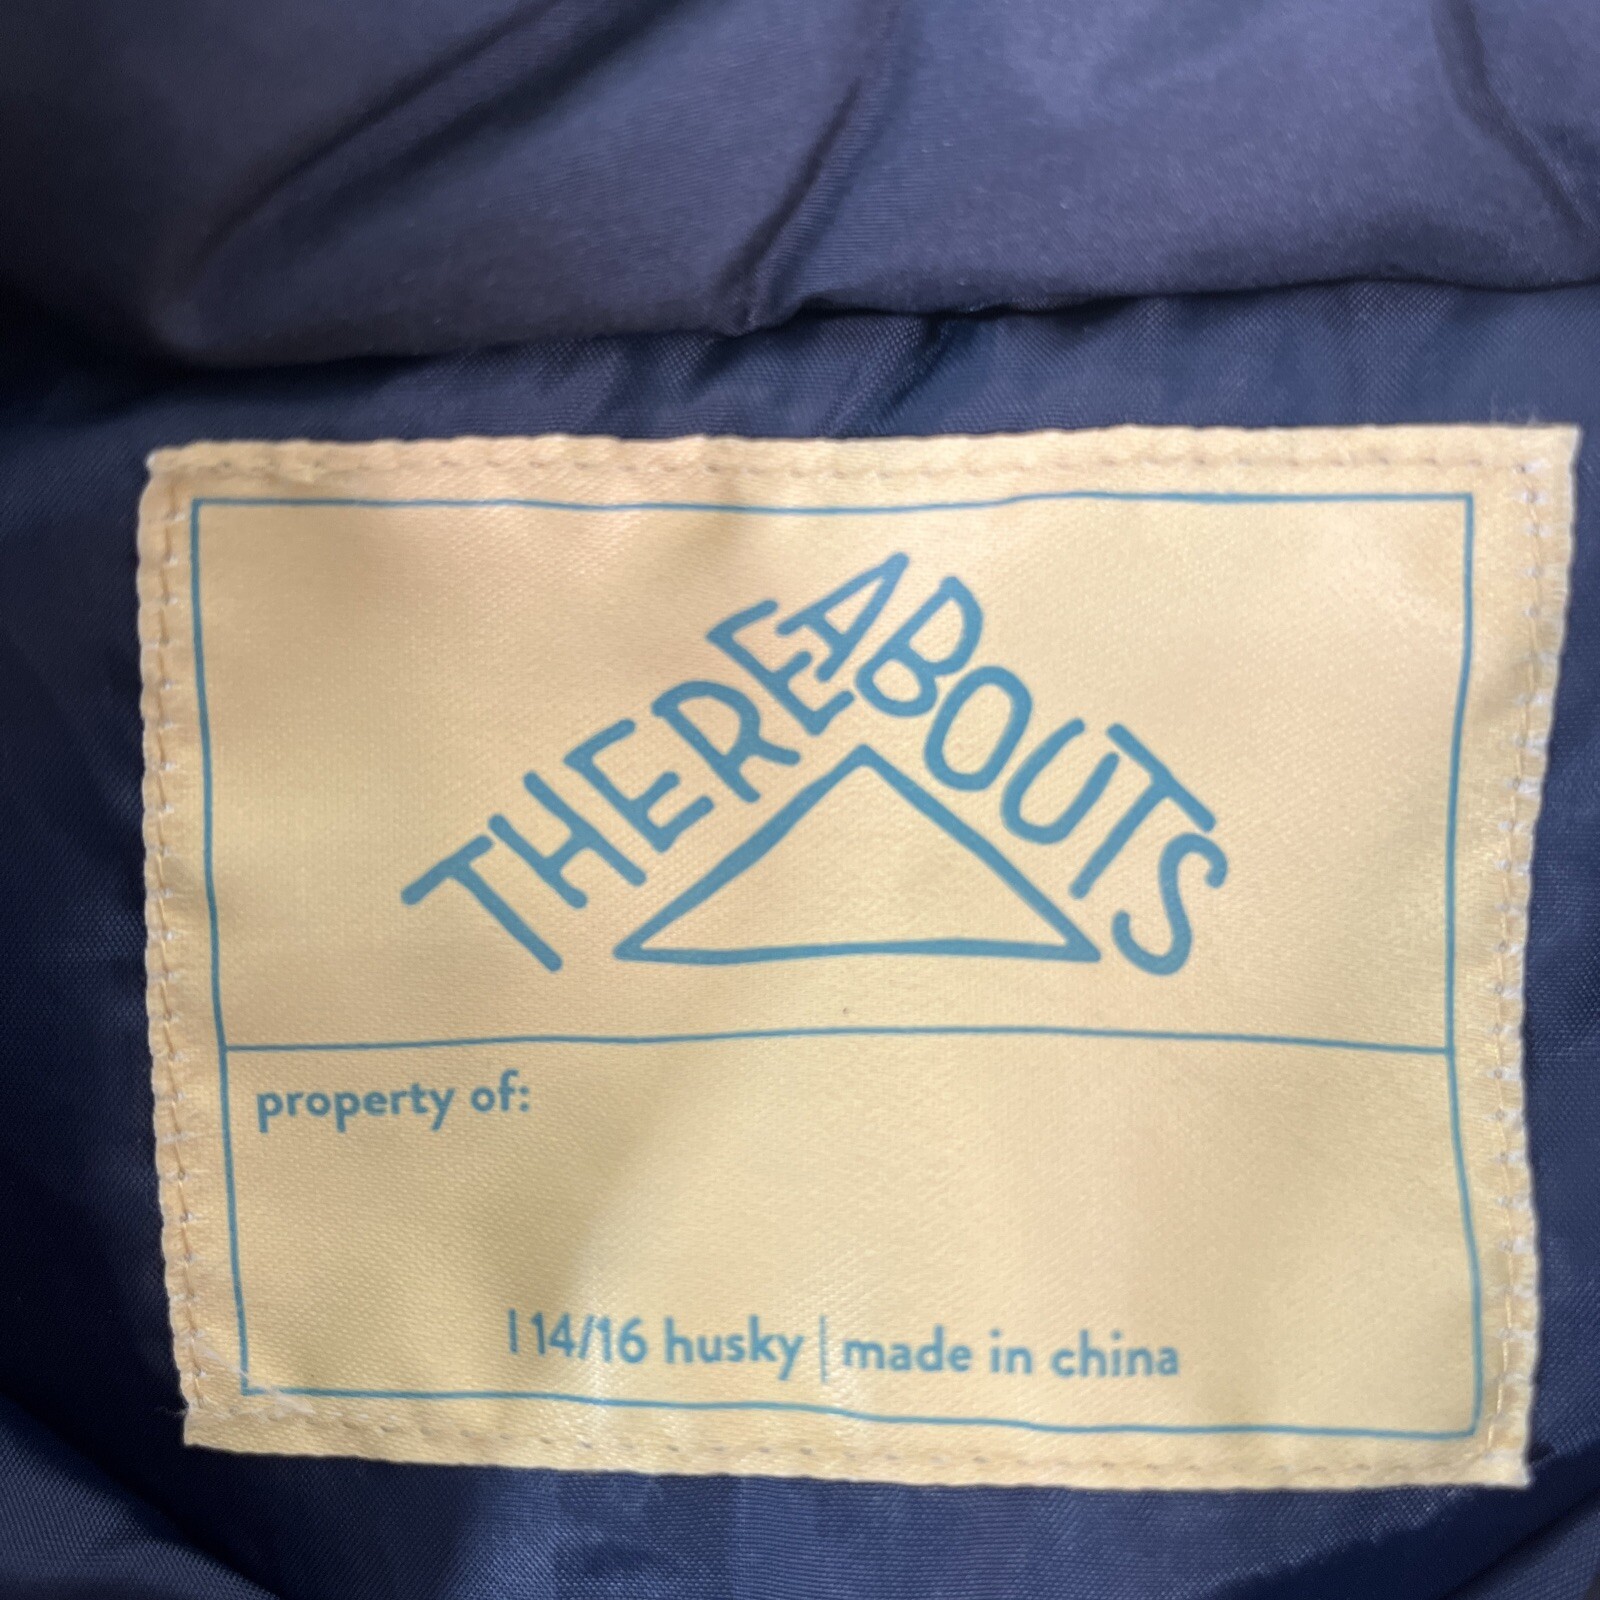 THEREABOUTS
property of:
l 14/16 husky | made in china